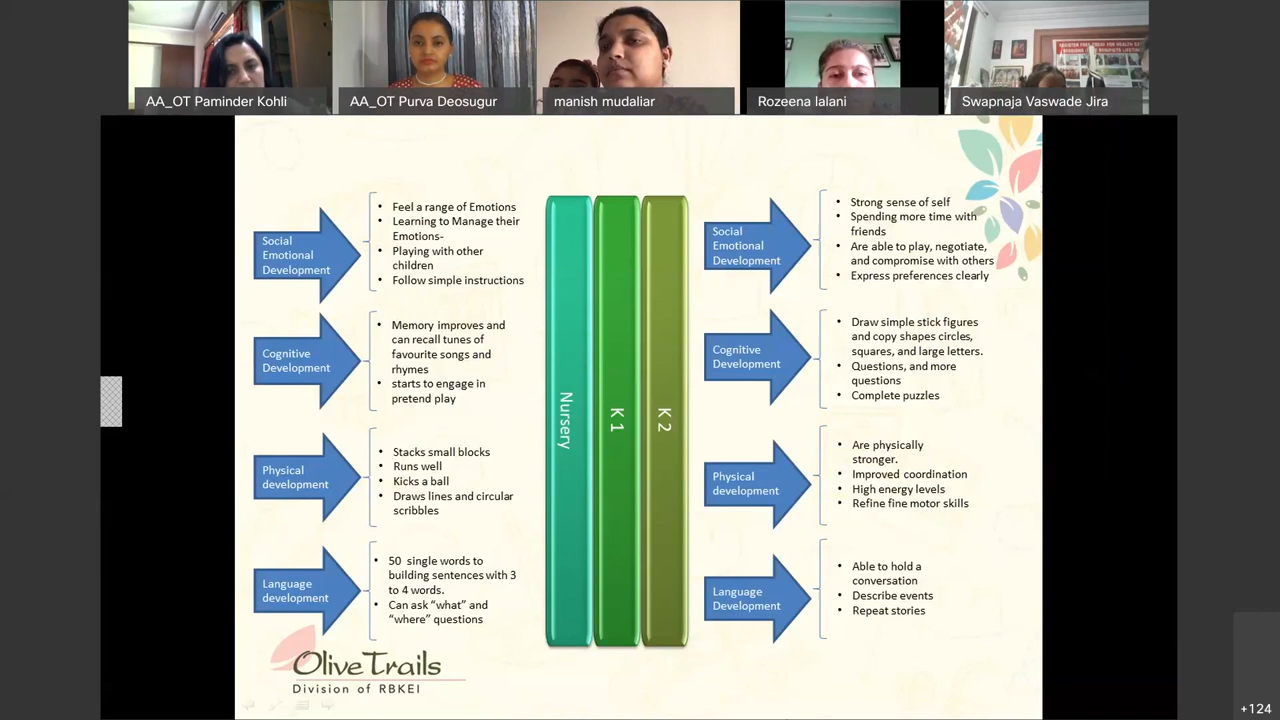 AA_OT Paminder Kohli
AA_OT Purva Deosugur
manish mudaliar
Rozeena lalani
Swapnaja Vaswade Jira
Social
Emotional
Development
• Feel a range of Emotions
• Learning to Manage their
Emotions-
• Playing with other
children
• Follow simple instructions
Cognitive
Development
• Memory improves and
can recall tunes of
favourite songs and
rhymes
• starts to engage in
pretend play
Physical
development
• Stacks small blocks
• Runs well
• Kicks a ball
• Draws lines and circular
scribbles
Language
development
• 50 single words to
building sentences with 3
to 4 words.
• Can ask “what” and
“where” questions
Nursery
K 1
K 2
Social
Emotional
Development
• Strong sense of self
• Spending more time with
friends
• Are able to play, negotiate,
and compromise with others
• Express preferences clearly
Cognitive
Development
• Draw simple stick figures
and copy shapes circles,
squares, and large letters.
• Questions, and more
questions
• Complete puzzles
Physical
development
• Are physically
stronger.
• Improved coordination
• High energy levels
• Refine fine motor skills
Language
Development
• Able to hold a
conversation
• Describe events
• Repeat stories
Olive Trails
Division of RBKEI
+124